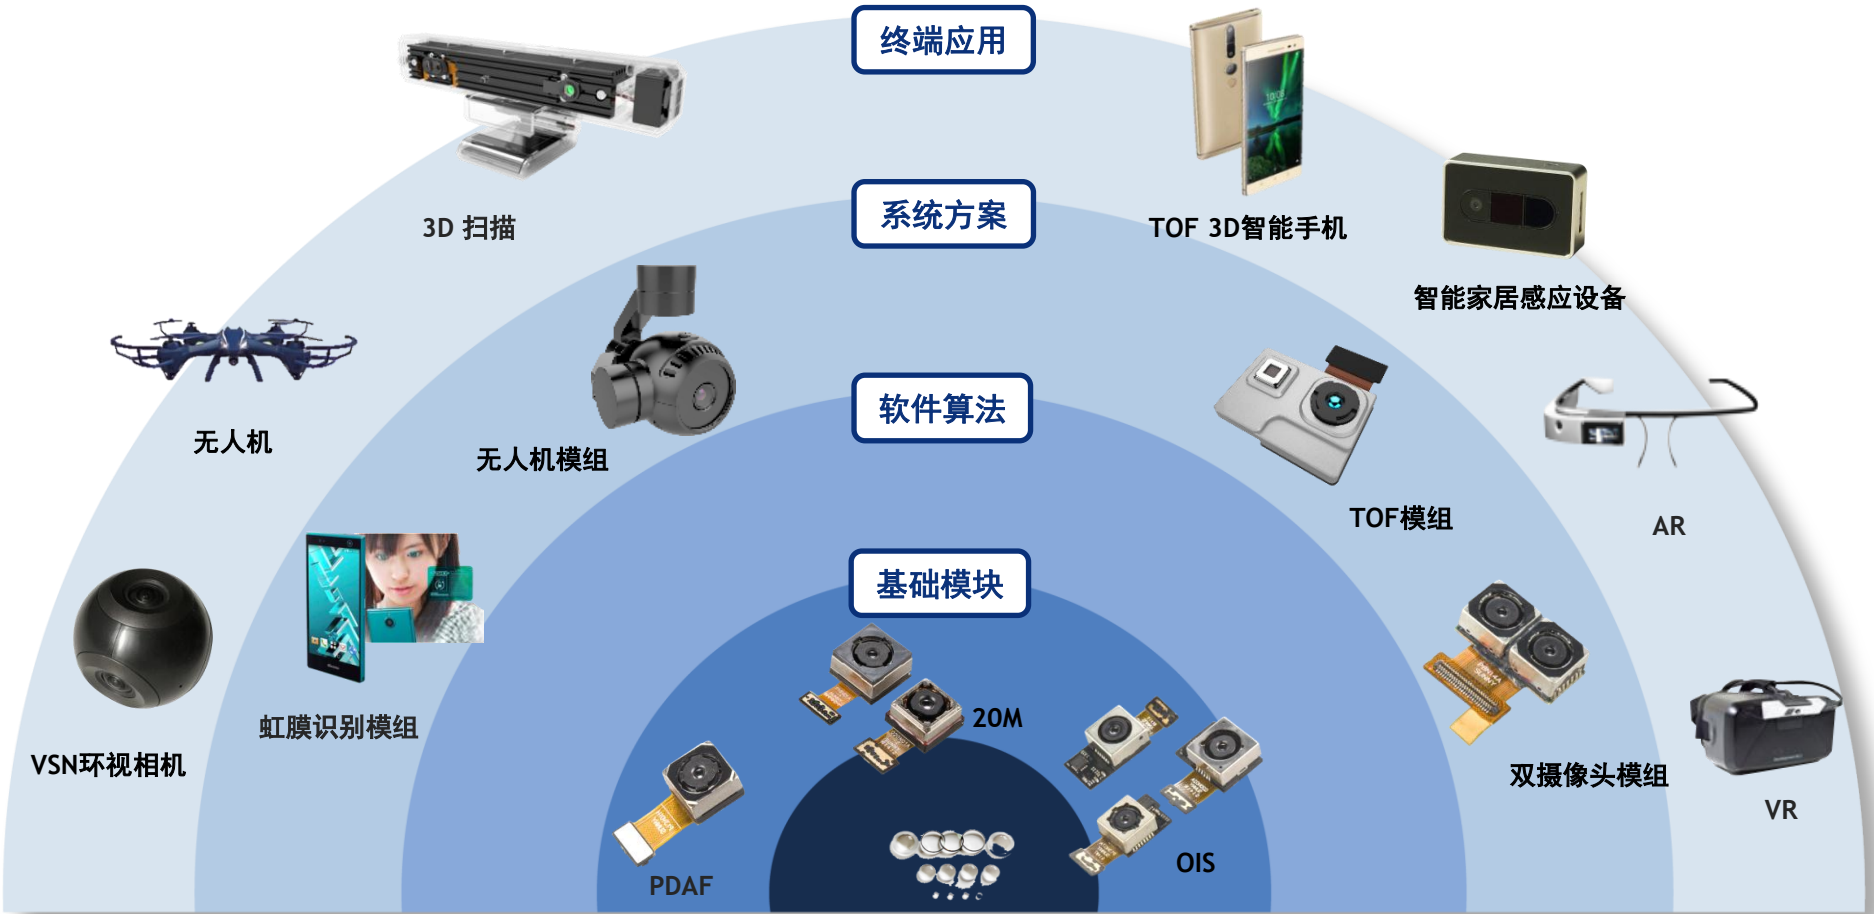 终端应用
3D 扫描
系统方案
TOF 3D智能手机
智能家居感应设备
无人机
无人机模组
软件算法
TOF模组
AR
基础模块
虹膜识别模组
20M
VSN环视相机
双摄像头模组
VR
OIS
PDAF